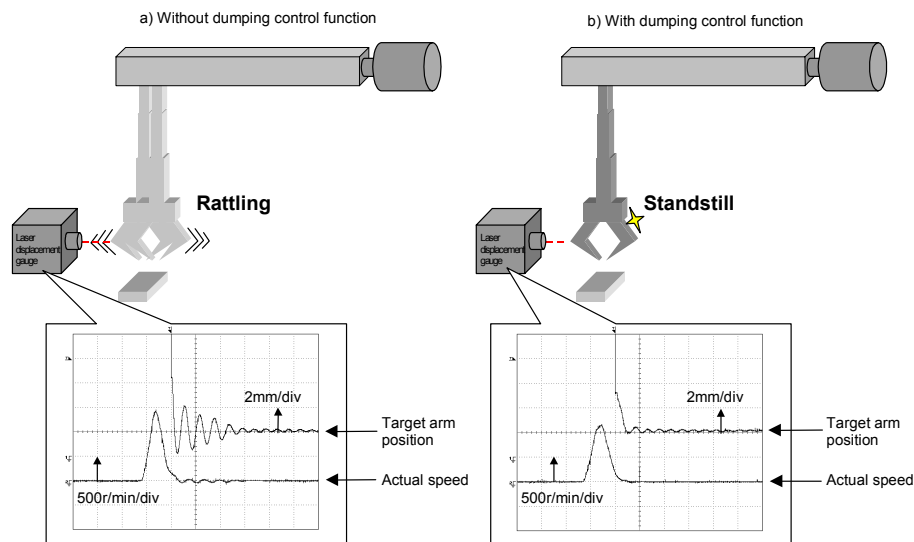 a) Without dumping control function
Rattling
Laser
displacement
gauge
2mm/div
500r/min/div
Target arm
position
Actual speed
b) With dumping control function
Standstill
Laser
displacement
gauge
2mm/div
500r/min/div
Target arm
position
Actual speed